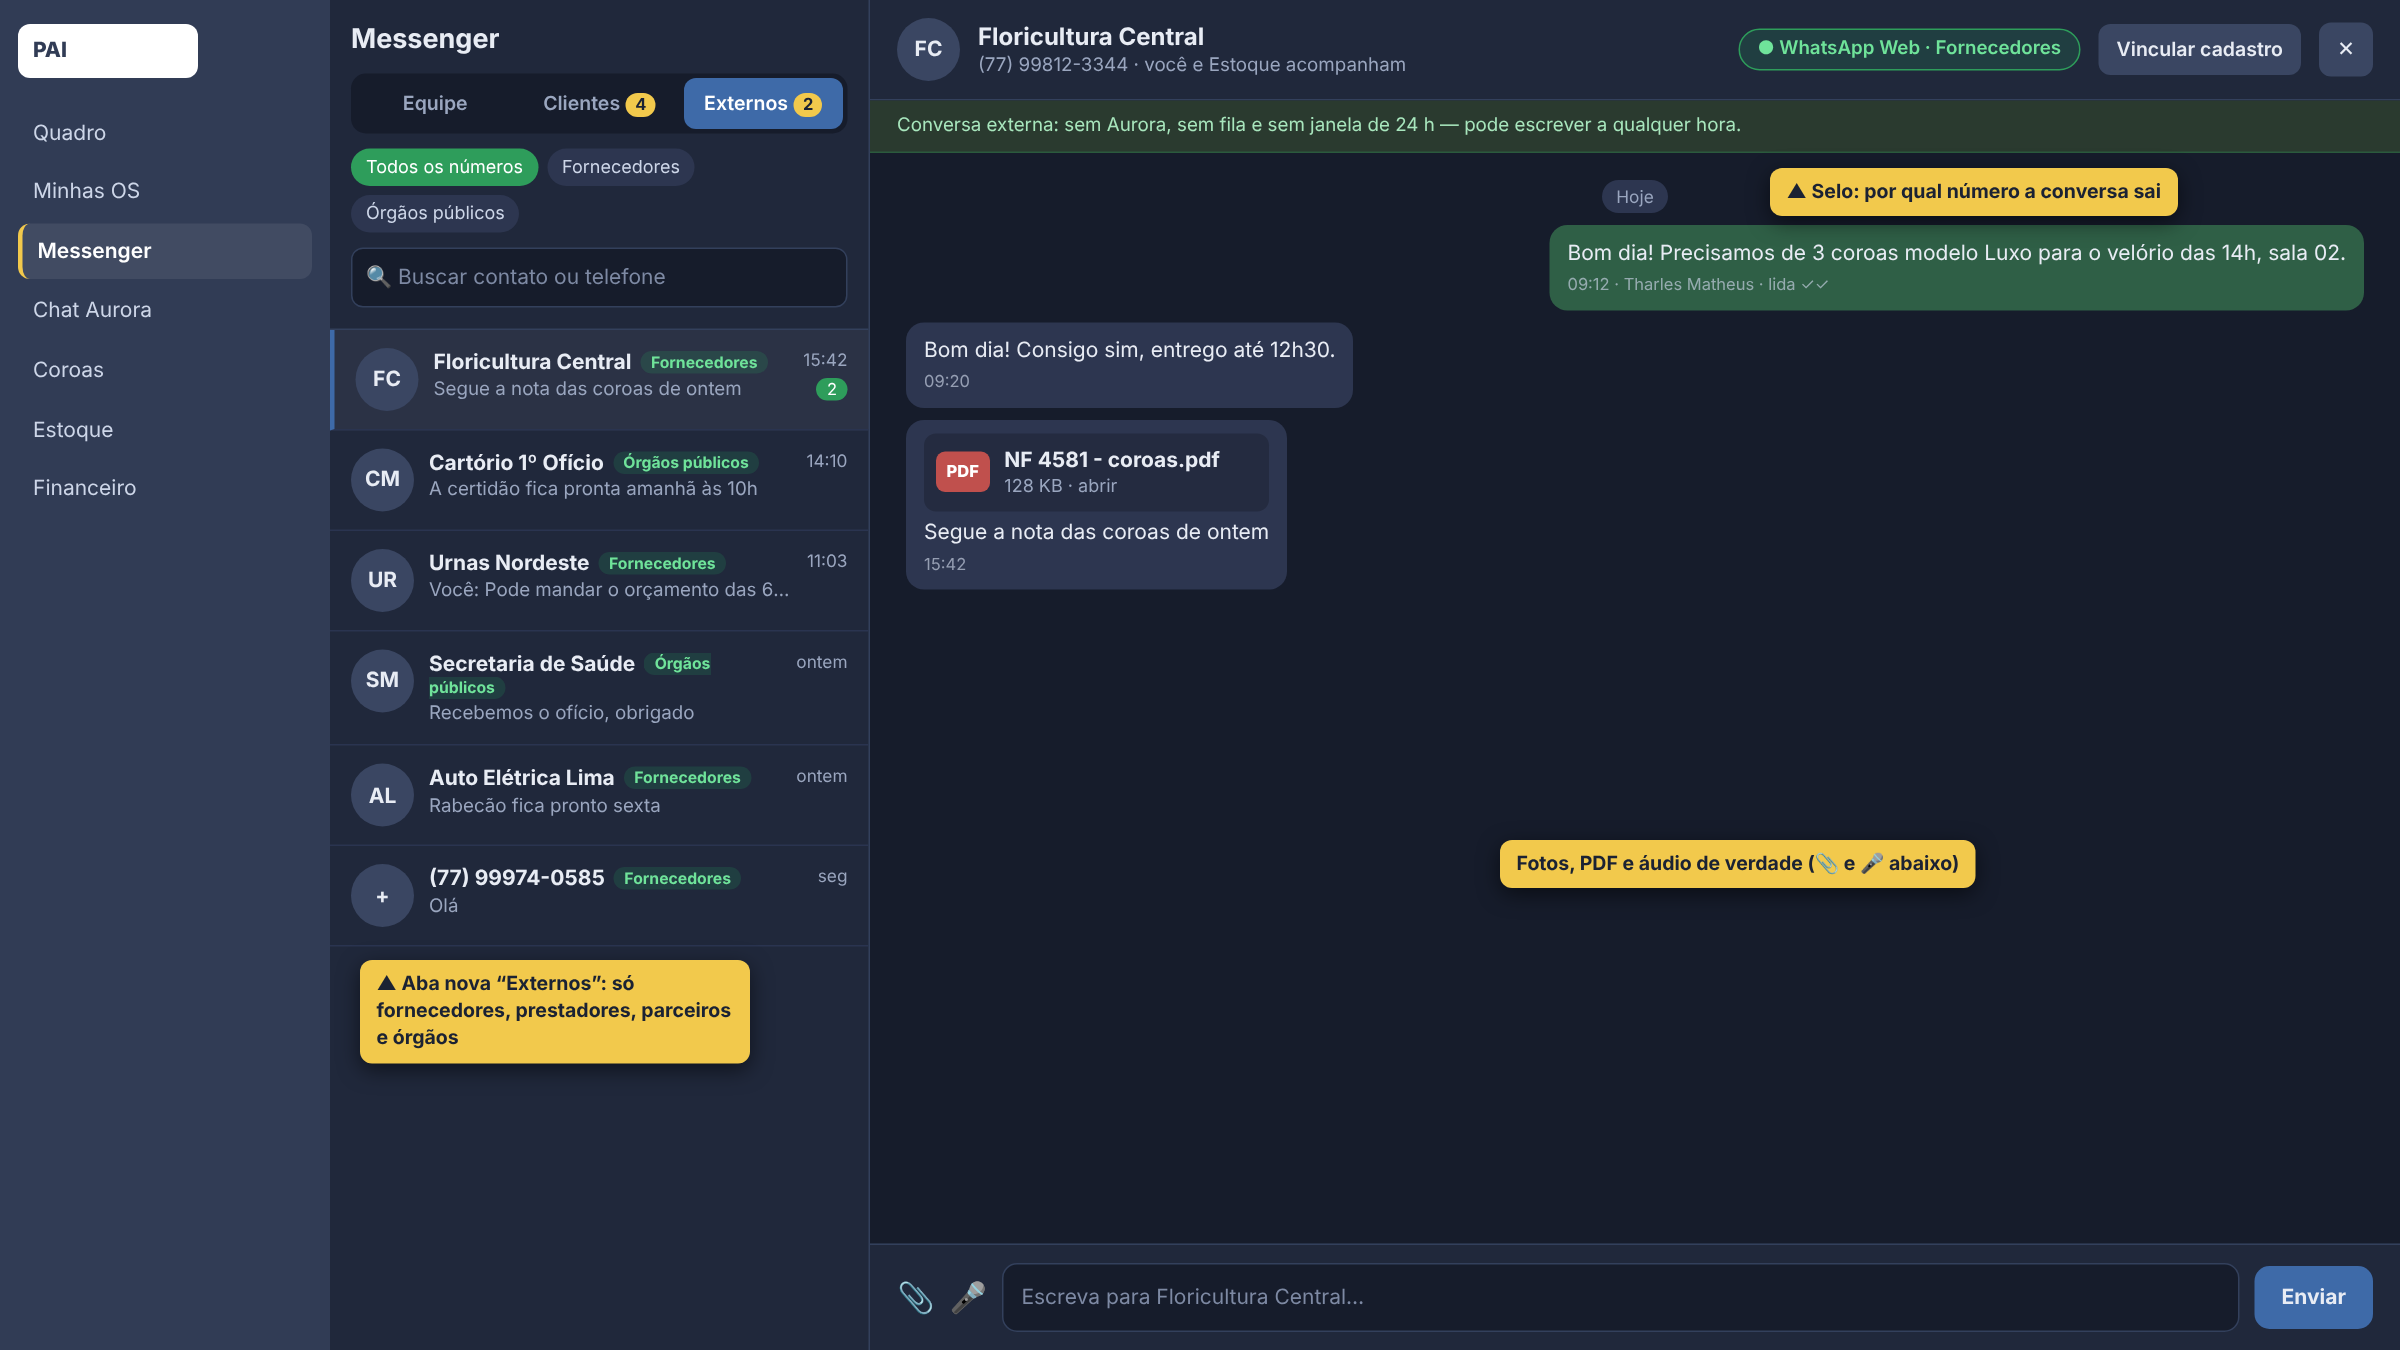 PAI
Quadro
Minhas OS
Messenger
Chat Aurora
Coroas
Estoque
Financeiro
Messenger
Equipe
Clientes 4
Externos 2
Todos os números
Fornecedores
Órgãos públicos
🔍 Buscar contato ou telefone
FC
Floricultura Central Fornecedores 15:42
Segue a nota das coroas de ontem 2
CM
Cartório 1º Ofício Órgãos públicos 14:10
A certidão fica pronta amanhã às 10h
UR
Urnas Nordeste Fornecedores 11:03
Você: Pode mandar o orçamento das 6...
SM
Secretaria de Saúde Órgãos ontem
públicos
Recebemos o ofício, obrigado
AL
Auto Elétrica Lima Fornecedores ontem
Rabecão fica pronto sexta
+
(77) 99974-0585 Fornecedores seg
Olá
▲ Aba nova “Externos”: só
fornecedores, prestadores, parceiros
e órgãos
FC
Floricultura Central
(77) 99812-3344 · você e Estoque acompanham
● WhatsApp Web · Fornecedores
Vincular cadastro
✕
Conversa externa: sem Aurora, sem fila e sem janela de 24 h — pode escrever a qualquer hora.
Hoje
▲ Selo: por qual número a conversa sai
Bom dia! Precisamos de 3 coroas modelo Luxo para o velório das 14h, sala 02.
09:12 · Tharles Matheus · lida ✓✓
Bom dia! Consigo sim, entrego até 12h30.
09:20
PDF
NF 4581 - coroas.pdf
128 KB · abrir
Segue a nota das coroas de ontem
15:42
Fotos, PDF e áudio de verdade (📎 e 🎤 abaixo)
📎 🎤 Escreva para Floricultura Central...
Enviar